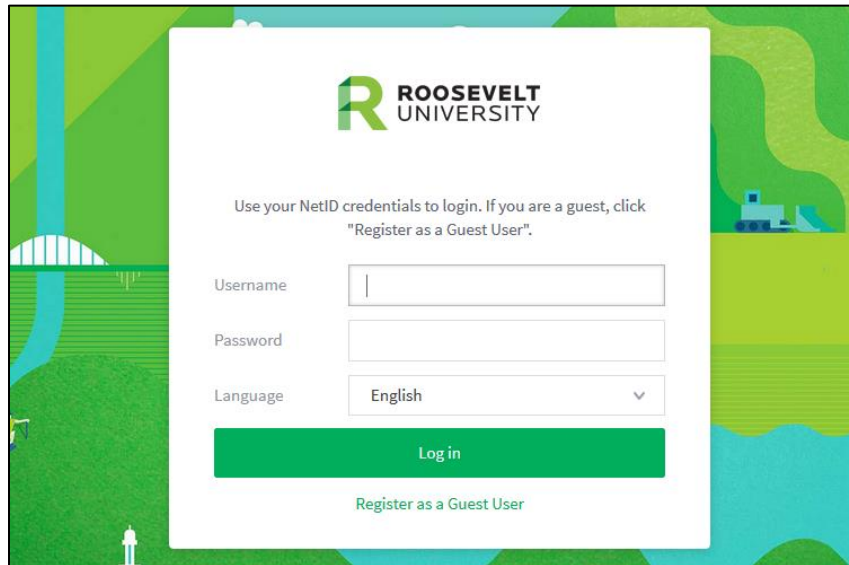 ROOSEVELT
UNIVERSITY
Use your NetID credentials to login. If you are a guest, click
"Register as a Guest User".
Username
Password
Language
English
Log in
Register as a Guest User